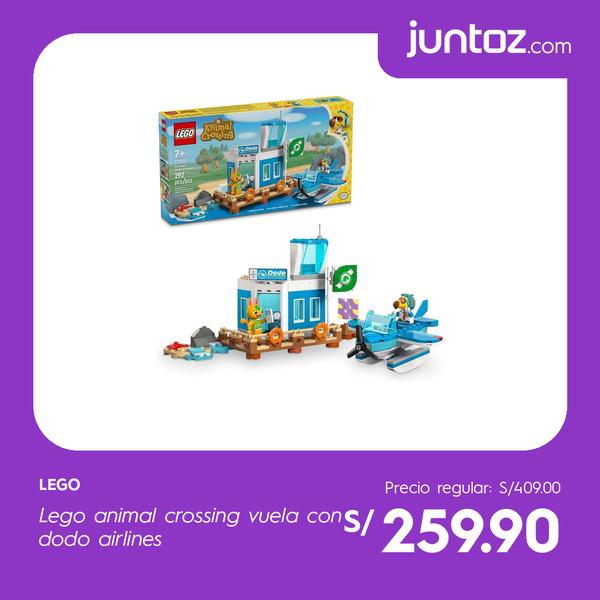 juntoz.com
LEGO
Animal
Crossing
7+
292
pcs/pzs
Dodo
Dodo
LEGO
Precio regular: S/409.00
Lego animal crossing vuela con
dodo airlines
S/ 259.90